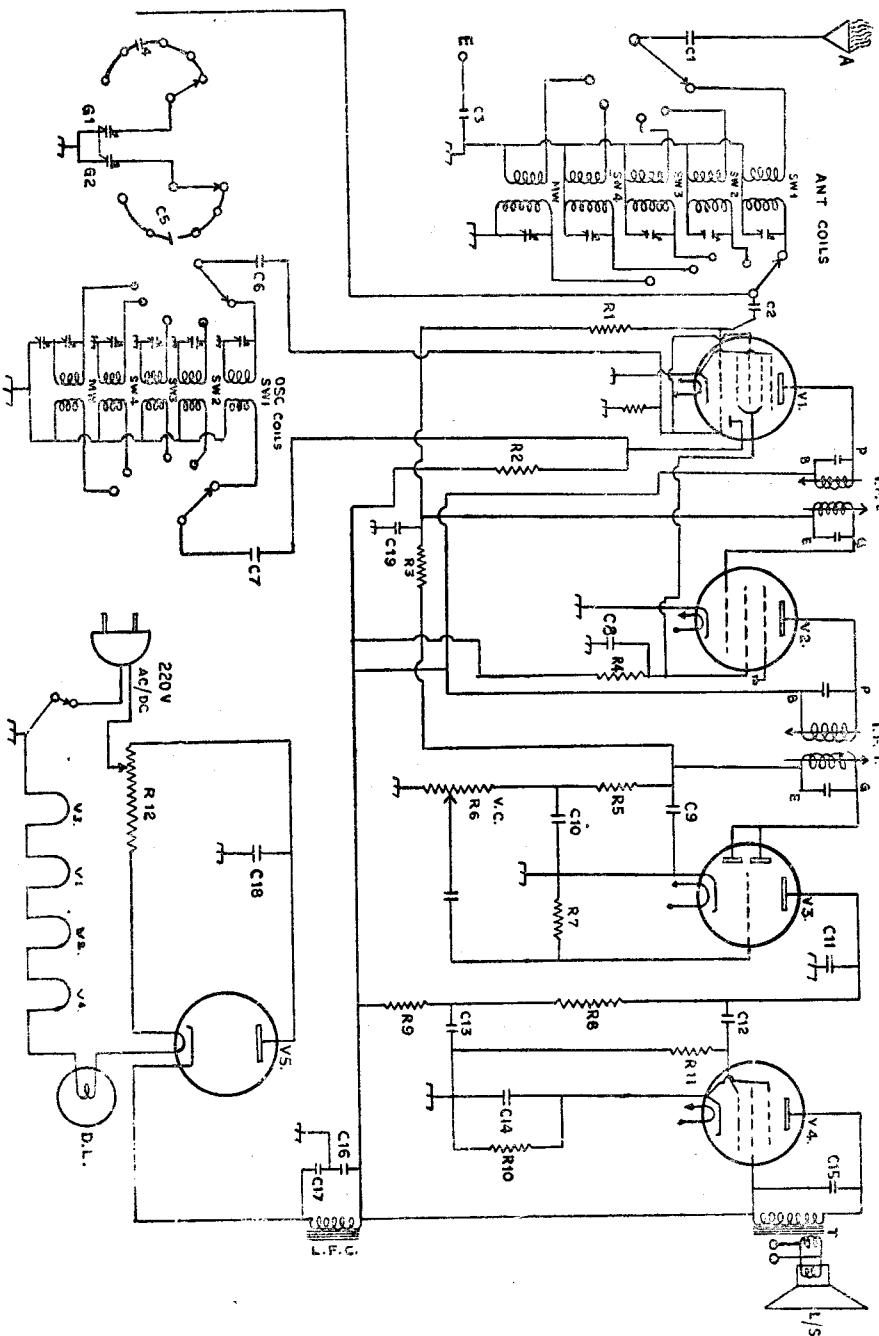 A
C1
E
C3
ANT COILS
SW1
SW2
SW3
SW4
MW
C2
R1
V1.
P
B
G
E
R2
C19
R3
V2.
C8
R4
P
B
G
E
C9
R5
V.C.
R6
C10
R7
V3.
C11
C12
R8
R9
C13
R11
C14
R10
V4.
C15
T
L/S
C16
C17
L.F.C.
4
G1
G2
C5
C6
OSC COILS
SW1
SW2
SW3
SW4
MW
C7
220V
AC/DC
R12
C18
V5.
V3.
V1
V2.
V4.
D.L.